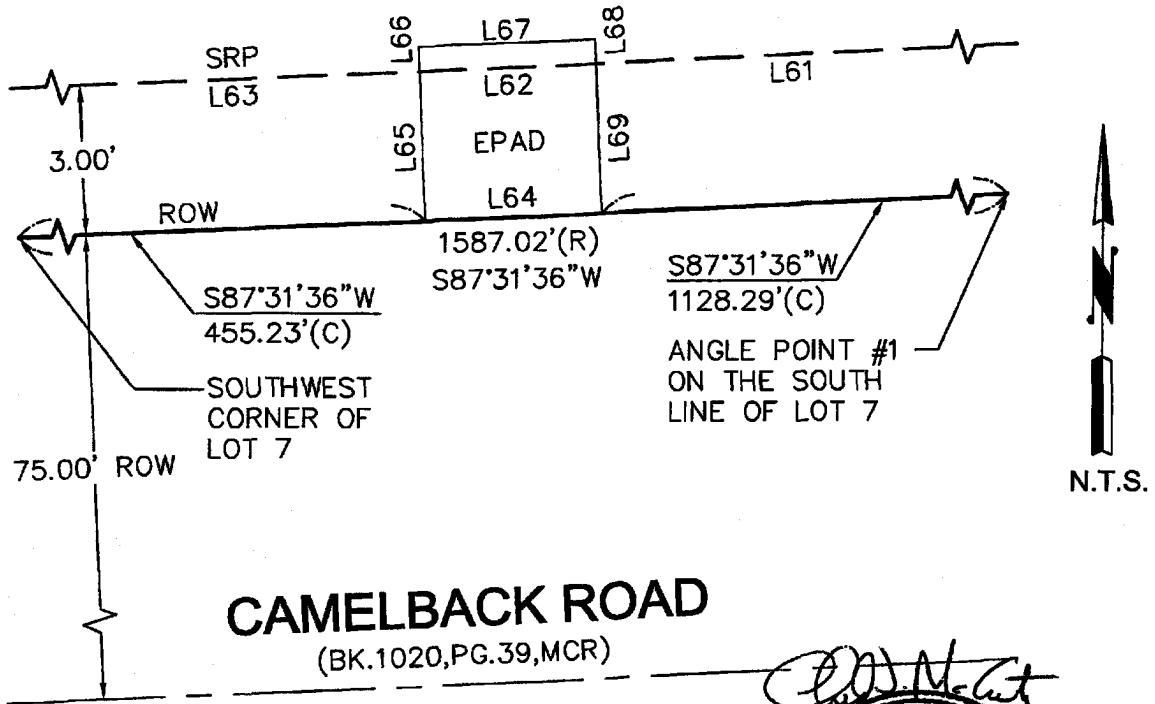 L66
L67
L68
SRP
L63
L62
L61
3.00'
L65
EPAD
L69
ROW
L64
1587.02'(R)
S87°31'36"W
S87°31'36"W
455.23'(C)
S87°31'36"W
1128.29'(C)
SOUTHWEST
CORNER OF
LOT 7
ANGLE POINT #1
ON THE SOUTH
LINE OF LOT 7
75.00' ROW
N
N.T.S.
CAMELBACK ROAD
(BK.1020,PG.39,MCR)